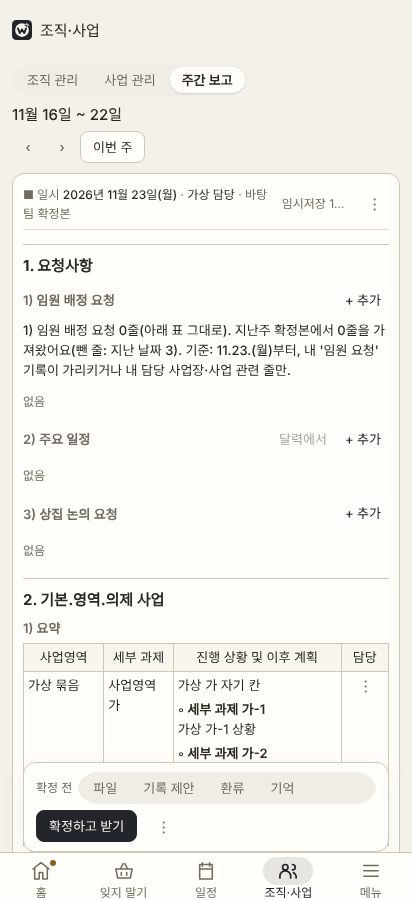 조직·사업
조직 관리 사업 관리 주간 보고
11월 16일 ~ 22일
‹ › 이번 주
■ 일시 2026년 11월 23일(월) · 가상 담당 · 바탕
팀 확정본
임시저장 1... ⋮
1. 요청사항
1) 임원 배정 요청 + 추가
1) 임원 배정 요청 0줄(아래 표 그대로). 지난주 확정본에서 0줄을 가
져왔어요(뺀 줄: 지난 날짜 3). 기준: 11.23.(월)부터, 내 '임원 요청'
기록이 가리키거나 내 담당 사업장·사업 관련 줄만.
없음
2) 주요 일정 달력에서 + 추가
없음
3) 상집 논의 요청 + 추가
없음
2. 기본.영역.의제 사업
1) 요약
사업영역 세부 과제 진행 상황 및 이후 계획 담당
가상 묶음
사업영역
가
가상 가 자기 칸
∘ 세부 과제 가-1
가상 가-1 상황
∘ 세부 과제 가-2
⋮
확정 전 파일 기록 제안 환류 기억
확정하고 받기 ⋮
홈 잊지 말기 일정 조직·사업 메뉴